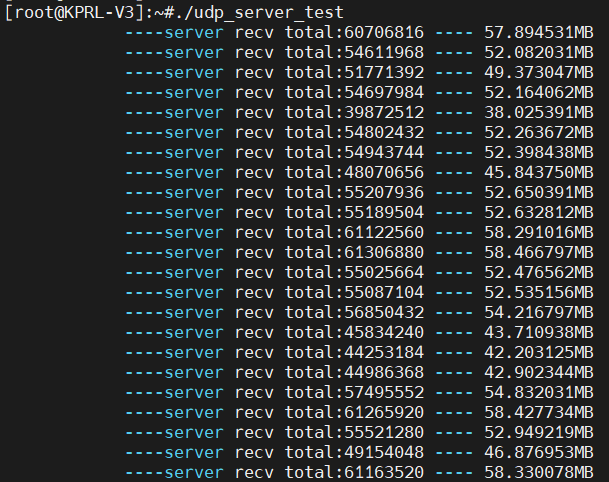 [root@KPRL-V3]:~#./udp_server_test
----server recv total:60706816 ---- 57.894531MB
----server recv total:54611968 ---- 52.082031MB
----server recv total:51771392 ---- 49.373047MB
----server recv total:54697984 ---- 52.164062MB
----server recv total:39872512 ---- 38.025391MB
----server recv total:54802432 ---- 52.263672MB
----server recv total:54943744 ---- 52.398438MB
----server recv total:48070656 ---- 45.843750MB
----server recv total:55207936 ---- 52.650391MB
----server recv total:55189504 ---- 52.632812MB
----server recv total:61122560 ---- 58.291016MB
----server recv total:61306880 ---- 58.466797MB
----server recv total:55025664 ---- 52.476562MB
----server recv total:55087104 ---- 52.535156MB
----server recv total:56850432 ---- 54.216797MB
----server recv total:45834240 ---- 43.710938MB
----server recv total:44253184 ---- 42.203125MB
----server recv total:44986368 ---- 42.902344MB
----server recv total:57495552 ---- 54.832031MB
----server recv total:61265920 ---- 58.427734MB
----server recv total:55521280 ---- 52.949219MB
----server recv total:49154048 ---- 46.876953MB
----server recv total:61163520 ---- 58.330078MB